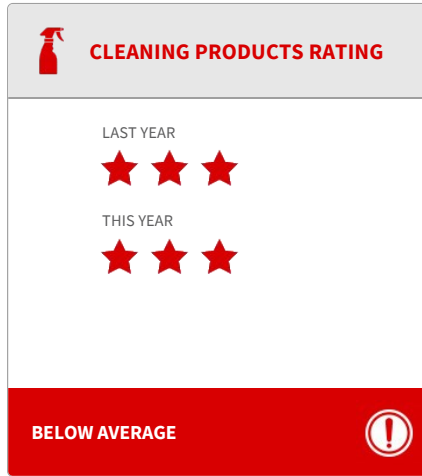 CLEANING PRODUCTS RATING
LAST YEAR
THIS YEAR
BELOW AVERAGE